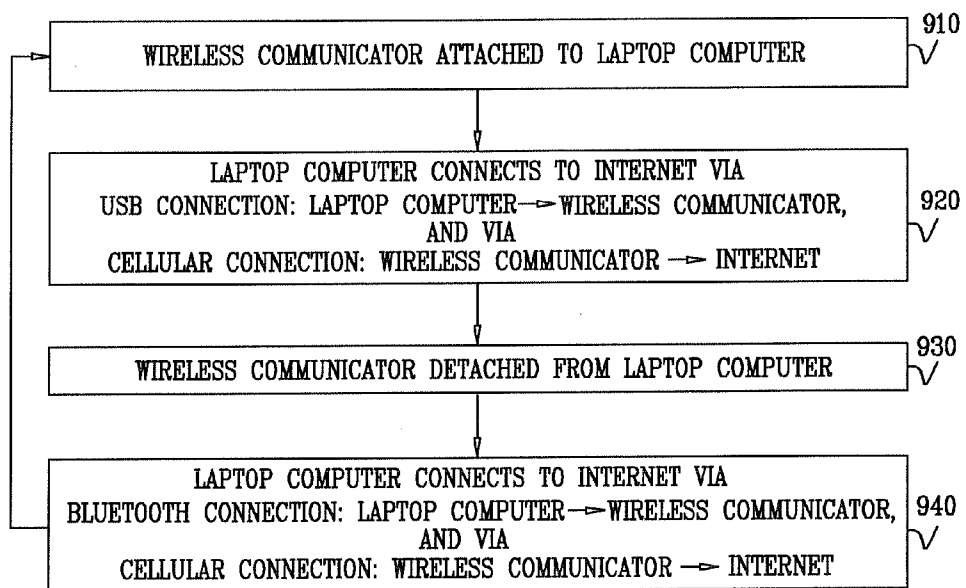 910
WIRELESS COMMUNICATOR ATTACHED TO LAPTOP COMPUTER
LAPTOP COMPUTER CONNECTS TO INTERNET VIA
USB CONNECTION: LAPTOP COMPUTER→WIRELESS COMMUNICATOR,
AND VIA
CELLULAR CONNECTION: WIRELESS COMMUNICATOR → INTERNET
920
WIRELESS COMMUNICATOR DETACHED FROM LAPTOP COMPUTER
930
LAPTOP COMPUTER CONNECTS TO INTERNET VIA
BLUETOOTH CONNECTION: LAPTOP COMPUTER→WIRELESS COMMUNICATOR,
AND VIA
CELLULAR CONNECTION: WIRELESS COMMUNICATOR → INTERNET
940